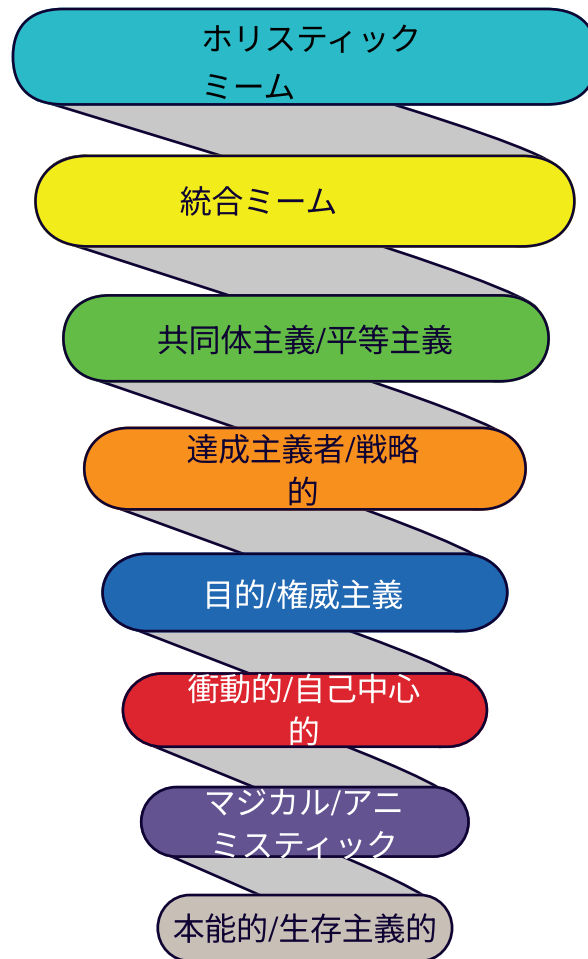 ホリスティック
ミーム
統合ミーム
共同体主義/平等主義
達成主義者/戦略
的
目的/権威主義
衝動的/自己中心
的
マジカル/アニ
ミスティック
本能的/生存主義的